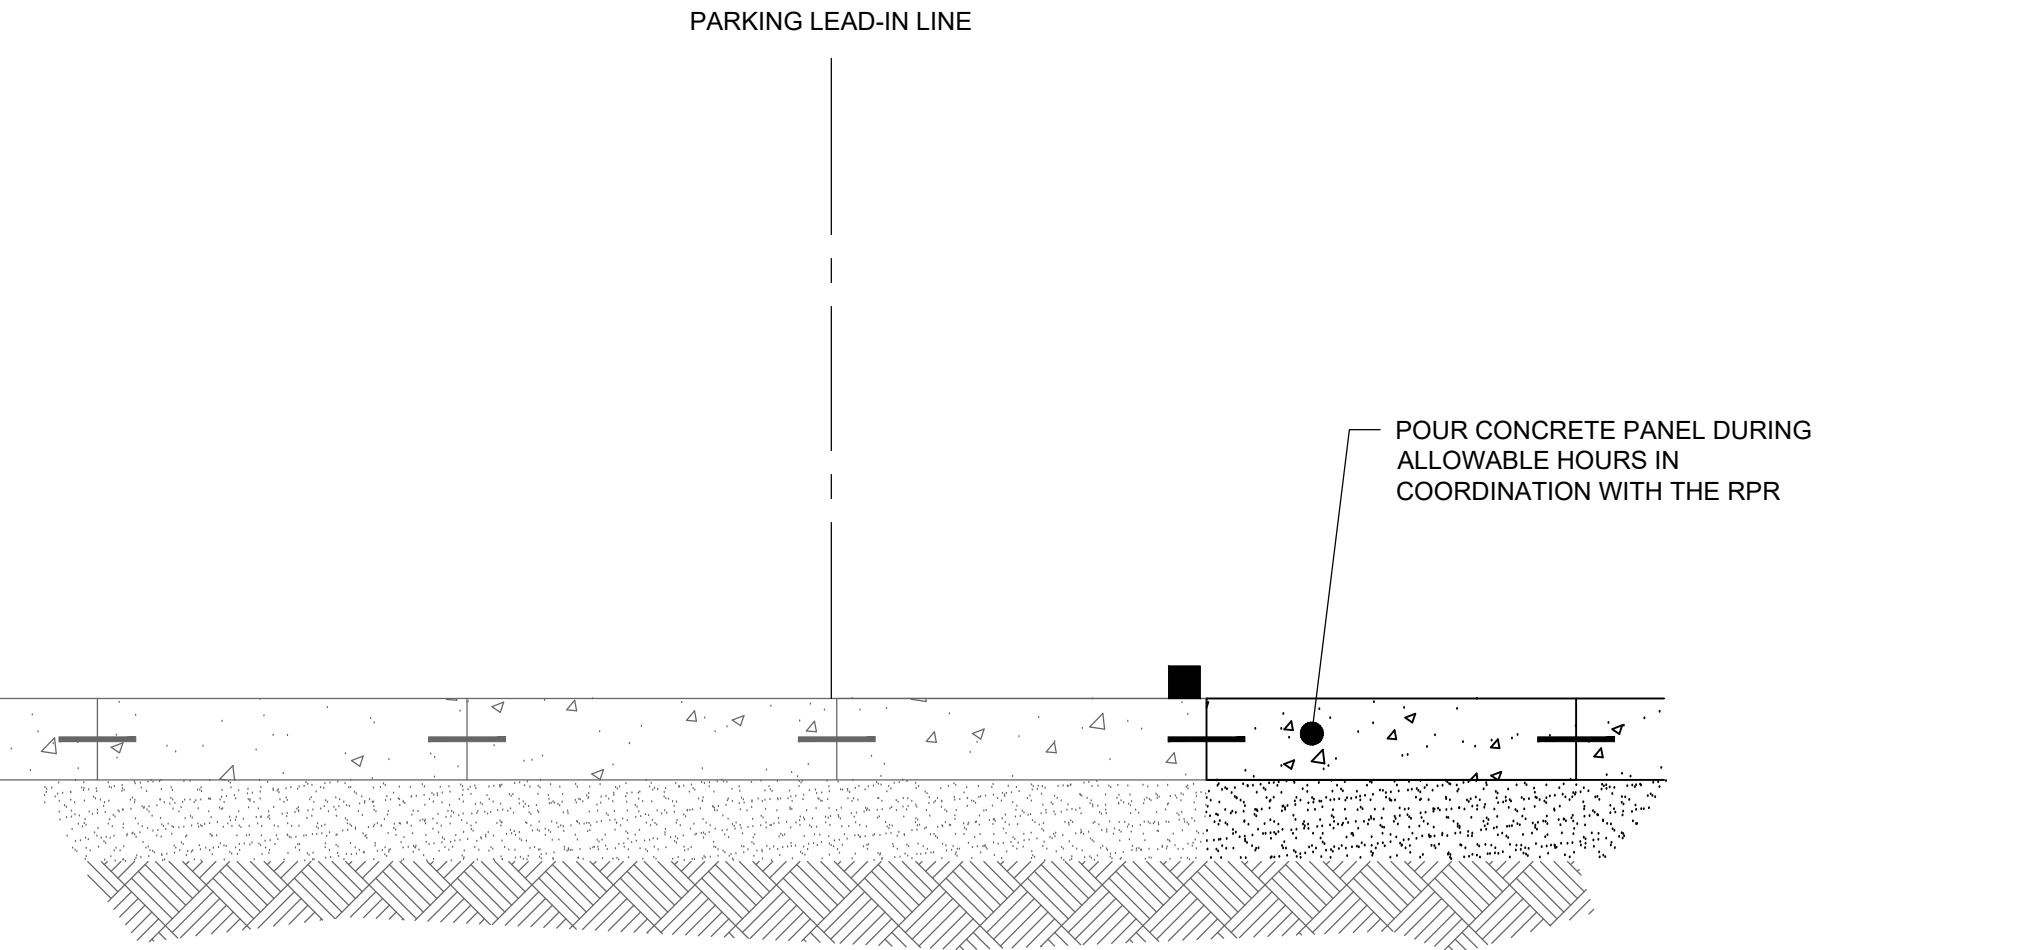 PARKING LEAD-IN LINE
POUR CONCRETE PANEL DURING
ALLOWABLE HOURS IN
COORDINATION WITH THE RPR